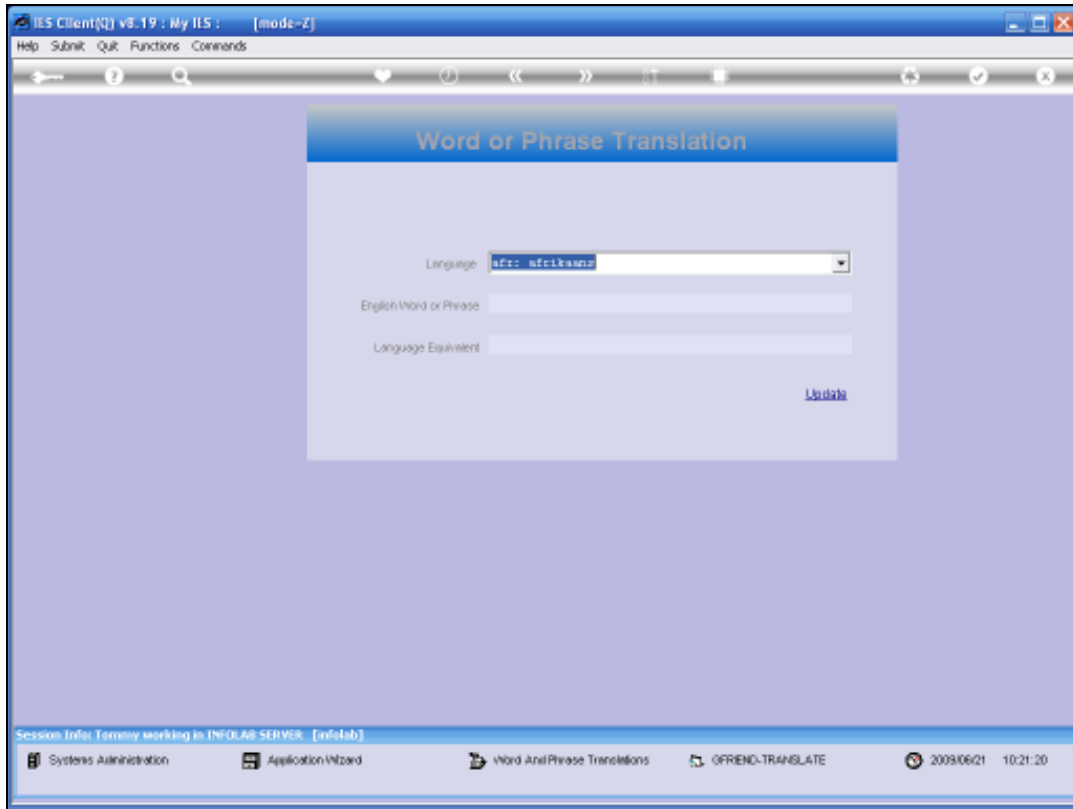 IES Client(Q) v8.19 : My IES : [mode-Z]
Help Submit Quit Functions Commands
Word or Phrase Translation
Language afr: afrikaans
English Word or Phrase
Language Equivalent
Update
Session Info: Tommy working in INFOLAB SERVER [infolab]
Systems Administration Application Wizard Word And Phrase Translations GFRIEND-TRANSLATE 2009/06/21 10:21:20